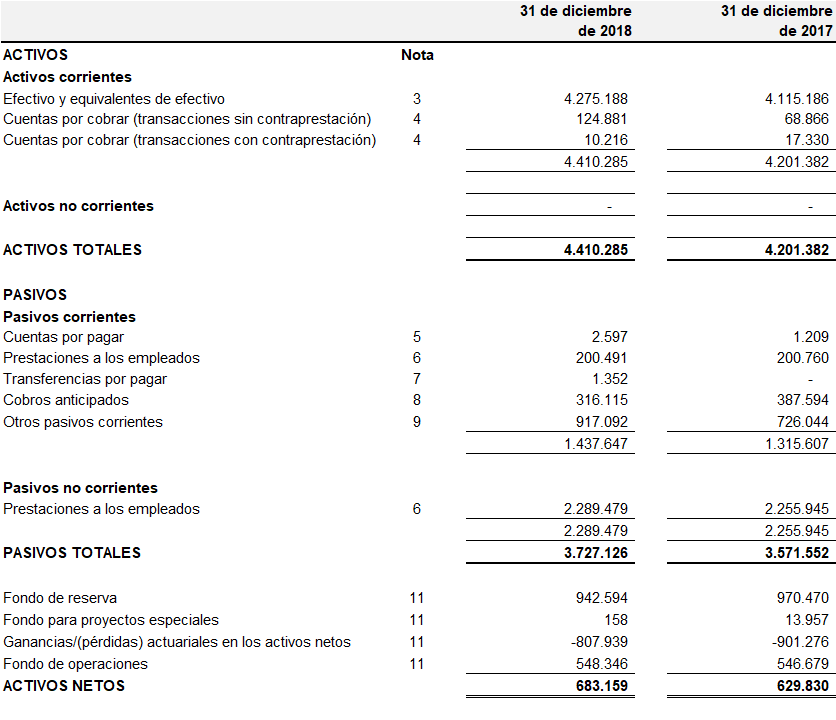 31 de diciembre 31 de diciembre
de 2018 de 2017
ACTIVOS Nota
Activos corrientes
Efectivo y equivalentes de efectivo 3 4.275.188 4.115.186
Cuentas por cobrar (transacciones sin contraprestación) 4 124.881 68.866
Cuentas por cobrar (transacciones con contraprestación) 4 10.216 17.330
4.410.285 4.201.382
Activos no corrientes - -
ACTIVOS TOTALES 4.410.285 4.201.382
PASIVOS
Pasivos corrientes
Cuentas por pagar 5 2.597 1.209
Prestaciones a los empleados 6 200.491 200.760
Transferencias por pagar 7 1.352 -
Cobros anticipados 8 316.115 387.594
Otros pasivos corrientes 9 917.092 726.044
1.437.647 1.315.607
Pasivos no corrientes
Prestaciones a los empleados 6 2.289.479 2.255.945
2.289.479 2.255.945
PASIVOS TOTALES 3.727.126 3.571.552
Fondo de reserva 11 942.594 970.470
Fondo para proyectos especiales 11 158 13.957
Ganancias/(pérdidas) actuariales en los activos netos 11 -807.939 -901.276
Fondo de operaciones 11 548.346 546.679
ACTIVOS NETOS 683.159 629.830